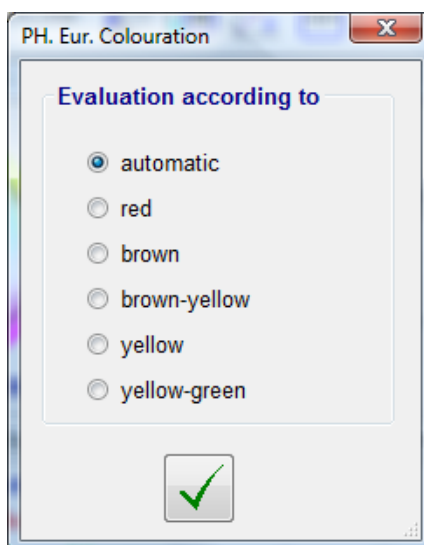 PH. Eur. Colouration
Evaluation according to
automatic
red
brown
brown-yellow
yellow
yellow-green